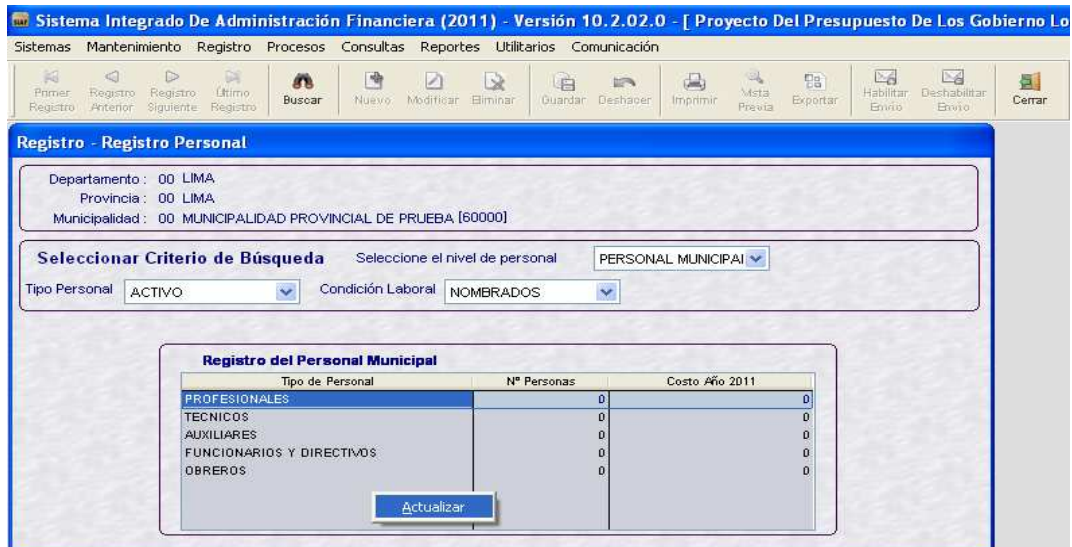 Sistema Integrado De Administración Financiera (2011) - Versión 10.2.02.0 - [ Proyecto Del Presupuesto De Los Gobierno Lo
Sistemas Mantenimiento Registro Procesos Consultas Reportes Utilitarios Comunicación
Primer Registro Registro Anterior Registro Siguiente Último Registro Buscar Nuevo Modificar Eliminar Guardar Deshacer Imprimir Vista Previa Exportar Habilitar Envío Deshabilitar Envío Cerrar
Registro - Registro Personal
Departamento : 00 LIMA
Provincia : 00 LIMA
Municipalidad : 00 MUNICIPALIDAD PROVINCIAL DE PRUEBA [60000]
Seleccionar Criterio de Búsqueda Seleccione el nivel de personal PERSONAL MUNICIPAI
Tipo Personal ACTIVO Condición Laboral NOMBRADOS
Registro del Personal Municipal
Tipo de Personal Nº Personas Costo Año 2011
PROFESIONALES 0 0
TECNICOS 0 0
AUXILIARES 0 0
FUNCIONARIOS Y DIRECTIVOS 0 0
OBREROS 0 0
Actualizar